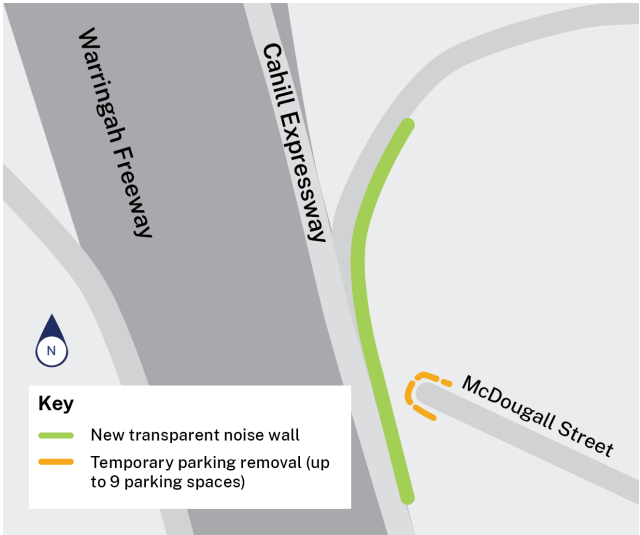 Warringah Freeway
Cahill Expressway
McDougall Street
N
Key
New transparent noise wall
Temporary parking removal (up
to 9 parking spaces)